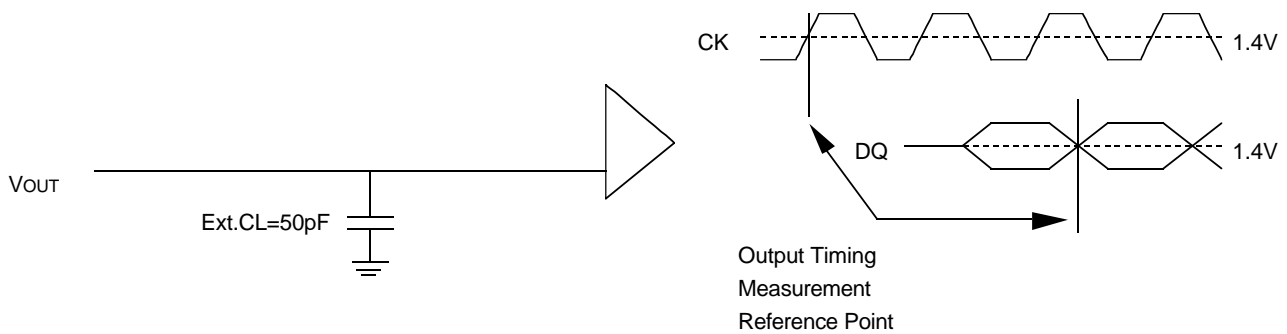 CK
1.4V
DQ
1.4V
VOUT
Ext.CL=50pF
Output Timing
Measurement
Reference Point